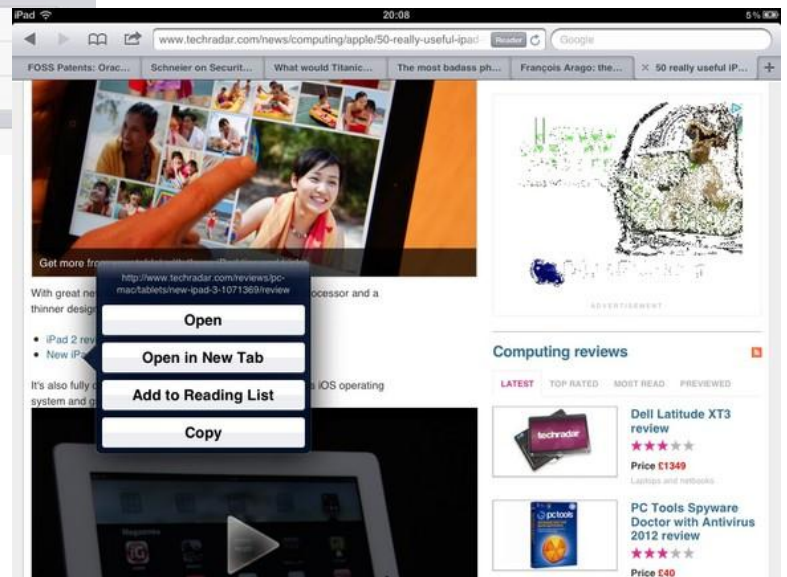 iPad
20:08
5%
www.techradar.com/news/computing/apple/50-really-useful-ipad-
Reader
Google
FOSS Patents: Orac...
Schneier on Securit...
What would Titanic...
The most badass ph...
François Arago: the...
50 really useful iP...
Get more from
With great ne
ocessor and a
thinner desig
iPad 2 rev
New iPa
It's also fully
a iOS operating
system and g
http://www.techradar.com/reviews/pc-
mac/tablets/new-ipad-3-1071369/review
Open
Open in New Tab
Add to Reading List
Copy
ADVERTISEMENT
Computing reviews
LATEST
TOP RATED
MOST READ
PREVIEWED
techradar
Dell Latitude XT3
review
Price £1349
Laptops and netbooks
pctools
PC Tools Spyware
Doctor with Antivirus
2012 review
Price £40